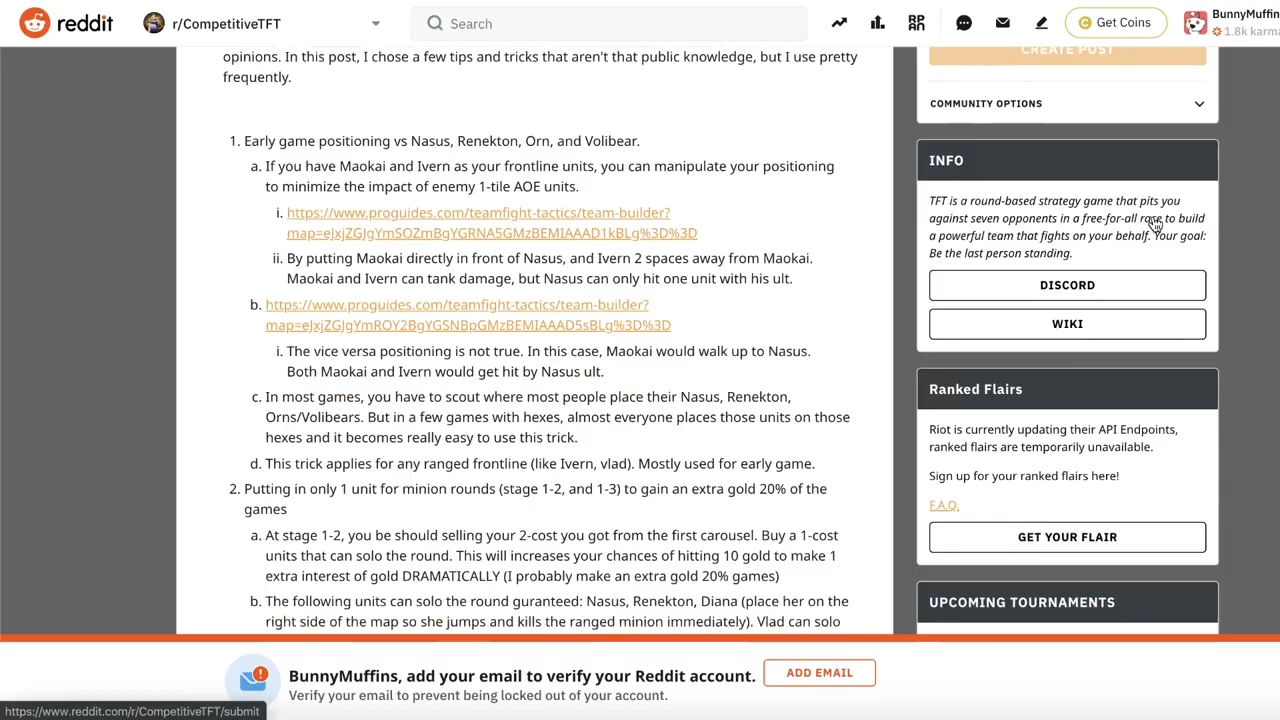 reddit
r/CompetitiveTFT
Search
Get Coins
BunnyMuffin
1.8k karma
opinions. In this post, I chose a few tips and tricks that aren't that public knowledge, but I use pretty
frequently.
1. Early game positioning vs Nasus, Renekton, Orn, and Volibear.
a. If you have Maokai and Ivern as your frontline units, you can manipulate your positioning
to minimize the impact of enemy 1-tile AOE units.
i. https://www.proguides.com/teamfight-tactics/team-builder?
map=eJxjZGJgYmSOZmBgYGRNA5GMzBEMIAAAD1kBLg%3D%3D
ii. By putting Maokai directly in front of Nasus, and Ivern 2 spaces away from Maokai.
Maokai and Ivern can tank damage, but Nasus can only hit one unit with his ult.
b. https://www.proguides.com/teamfight-tactics/team-builder?
map=eJxjZGJgYmROY2BgYGSNBpGMzBEMIAAAD5sBLg%3D%3D
i. The vice versa positioning is not true. In this case, Maokai would walk up to Nasus.
Both Maokai and Ivern would get hit by Nasus ult.
c. In most games, you have to scout where most people place their Nasus, Renekton,
Orns/Volibears. But in a few games with hexes, almost everyone places those units on those
hexes and it becomes really easy to use this trick.
d. This trick applies for any ranged frontline (like Ivern, vlad). Mostly used for early game.
2. Putting in only 1 unit for minion rounds (stage 1-2, and 1-3) to gain an extra gold 20% of the
games
a. At stage 1-2, you be should selling your 2-cost you got from the first carousel. Buy a 1-cost
units that can solo the round. This will increases your chances of hitting 10 gold to make 1
extra interest of gold DRAMATICALLY (I probably make an extra gold 20% games)
b. The following units can solo the round guranteed: Nasus, Renekton, Diana (place her on the
right side of the map so she jumps and kills the ranged minion immediately). Vlad can solo
CREATE POST
COMMUNITY OPTIONS
INFO
TFT is a round-based strategy game that pits you
against seven opponents in a free-for-all race to build
a powerful team that fights on your behalf. Your goal:
Be the last person standing.
DISCORD
WIKI
Ranked Flairs
Riot is currently updating their API Endpoints,
ranked flairs are temporarily unavailable.
Sign up for your ranked flairs here!
F.A.Q.
GET YOUR FLAIR
UPCOMING TOURNAMENTS
BunnyMuffins, add your email to verify your Reddit account.
Verify your email to prevent being locked out of your account.
ADD EMAIL
https://www.reddit.com/r/CompetitiveTFT/submit